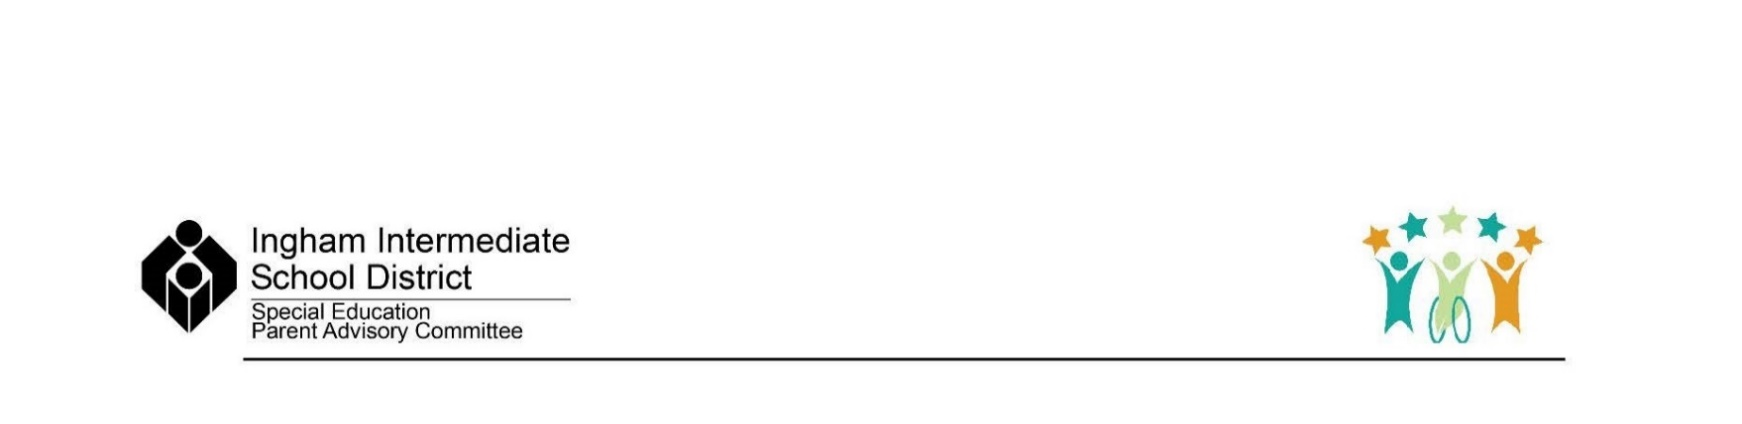 Ingham Intermediate
School District
Special Education
Parent Advisory Committee